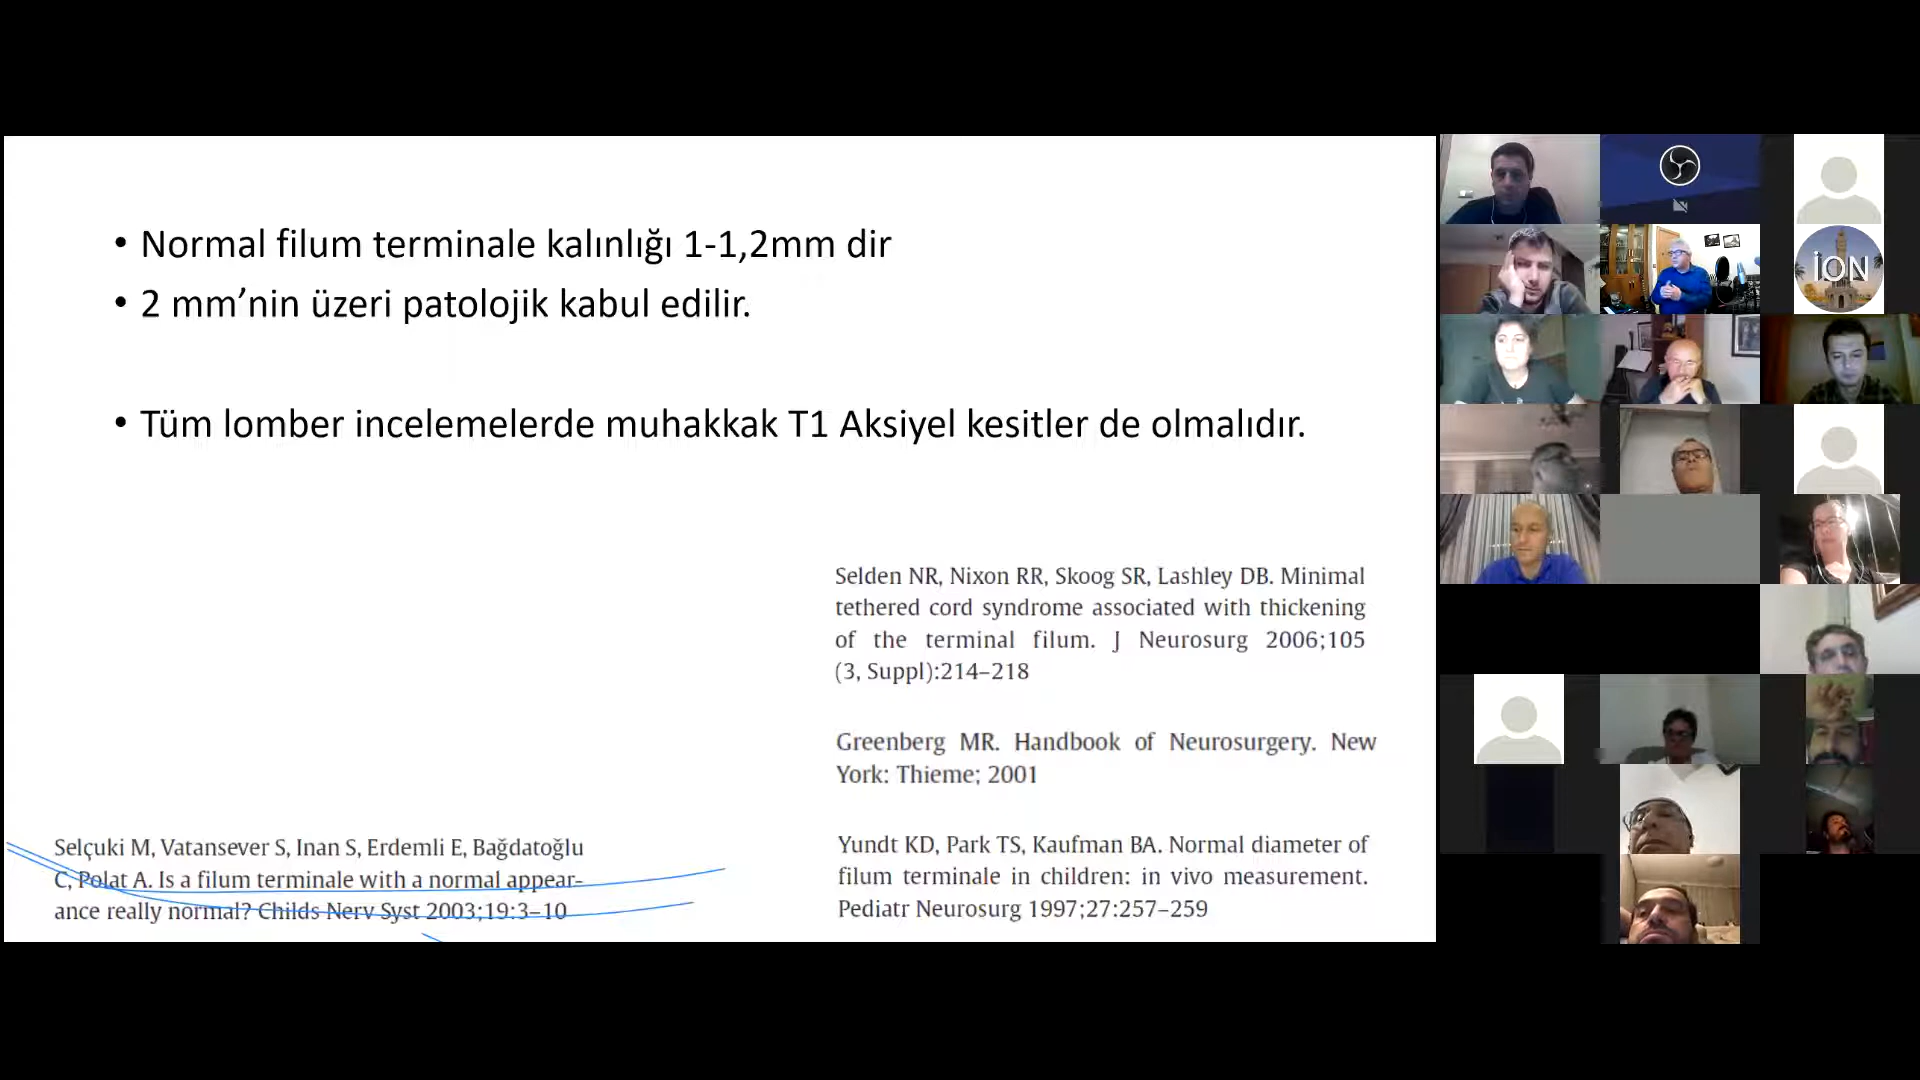 • Normal filum terminale kalınlığı 1-1,2mm dir
• 2 mm’nin üzeri patolojik kabul edilir.
• Tüm lomber incelemelerde muhakkak T1 Aksiyel kesitler de olmalıdır.
Selden NR, Nixon RR, Skoog SR, Lashley DB. Minimal
tethered cord syndrome associated with thickening
of the terminal filum. J Neurosurg 2006;105
(3, Suppl):214–218
Greenberg MR. Handbook of Neurosurgery. New
York: Thieme; 2001
Yundt KD, Park TS, Kaufman BA. Normal diameter of
filum terminale in children: in vivo measurement.
Pediatr Neurosurg 1997;27:257–259
Selçuki M, Vatansever S, Inan S, Erdemli E, Bağdatoğlu
C, Polat A. Is a filum terminale with a normal appear-
ance really normal? Childs Nerv Syst 2003;19:3–10
İON